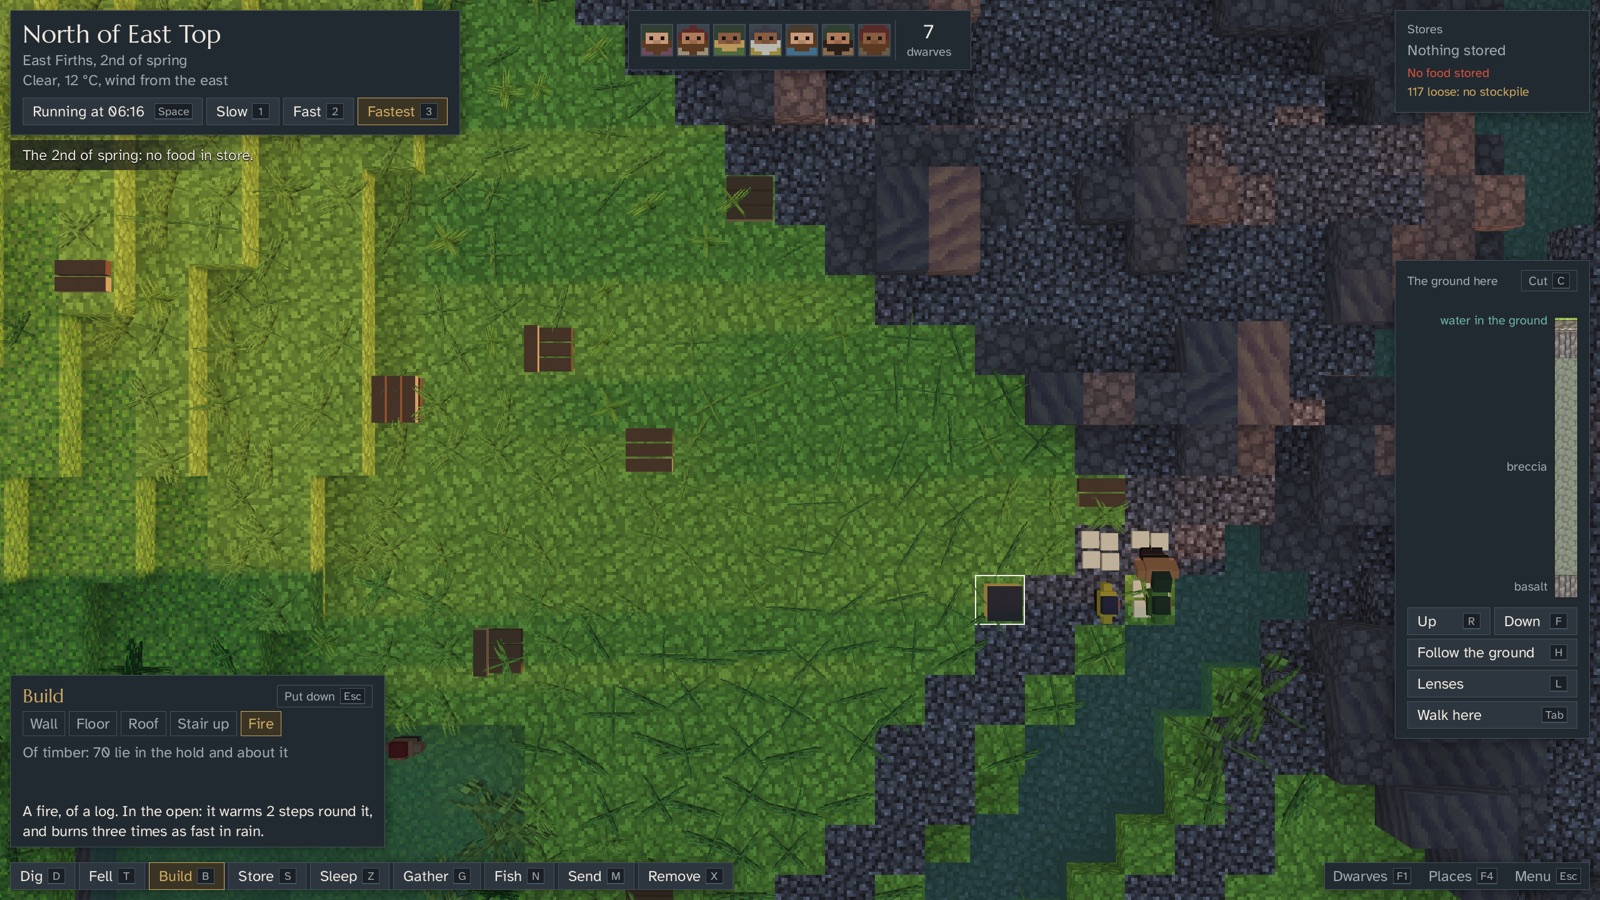 North of East Top
East Firths, 2nd of spring
Clear, 12 °C, wind from the east
Running at 06:16 Space Slow 1 Fast 2 Fastest 3
The 2nd of spring: no food in store.
7
dwarves
Stores
Nothing stored
No food stored
117 loose: no stockpile
The ground here Cut C
water in the ground
breccia
basalt
Up R Down F
Follow the ground H
Lenses L
Walk here Tab
Build Put down Esc
Wall Floor Roof Stair up Fire
Of timber: 70 lie in the hold and about it
A fire, of a log. In the open: it warms 2 steps round it,
and burns three times as fast in rain.
Dig D Fell T Build B Store S Sleep Z Gather G Fish N Send M Remove X
Dwarves F1 Places F4 Menu Esc